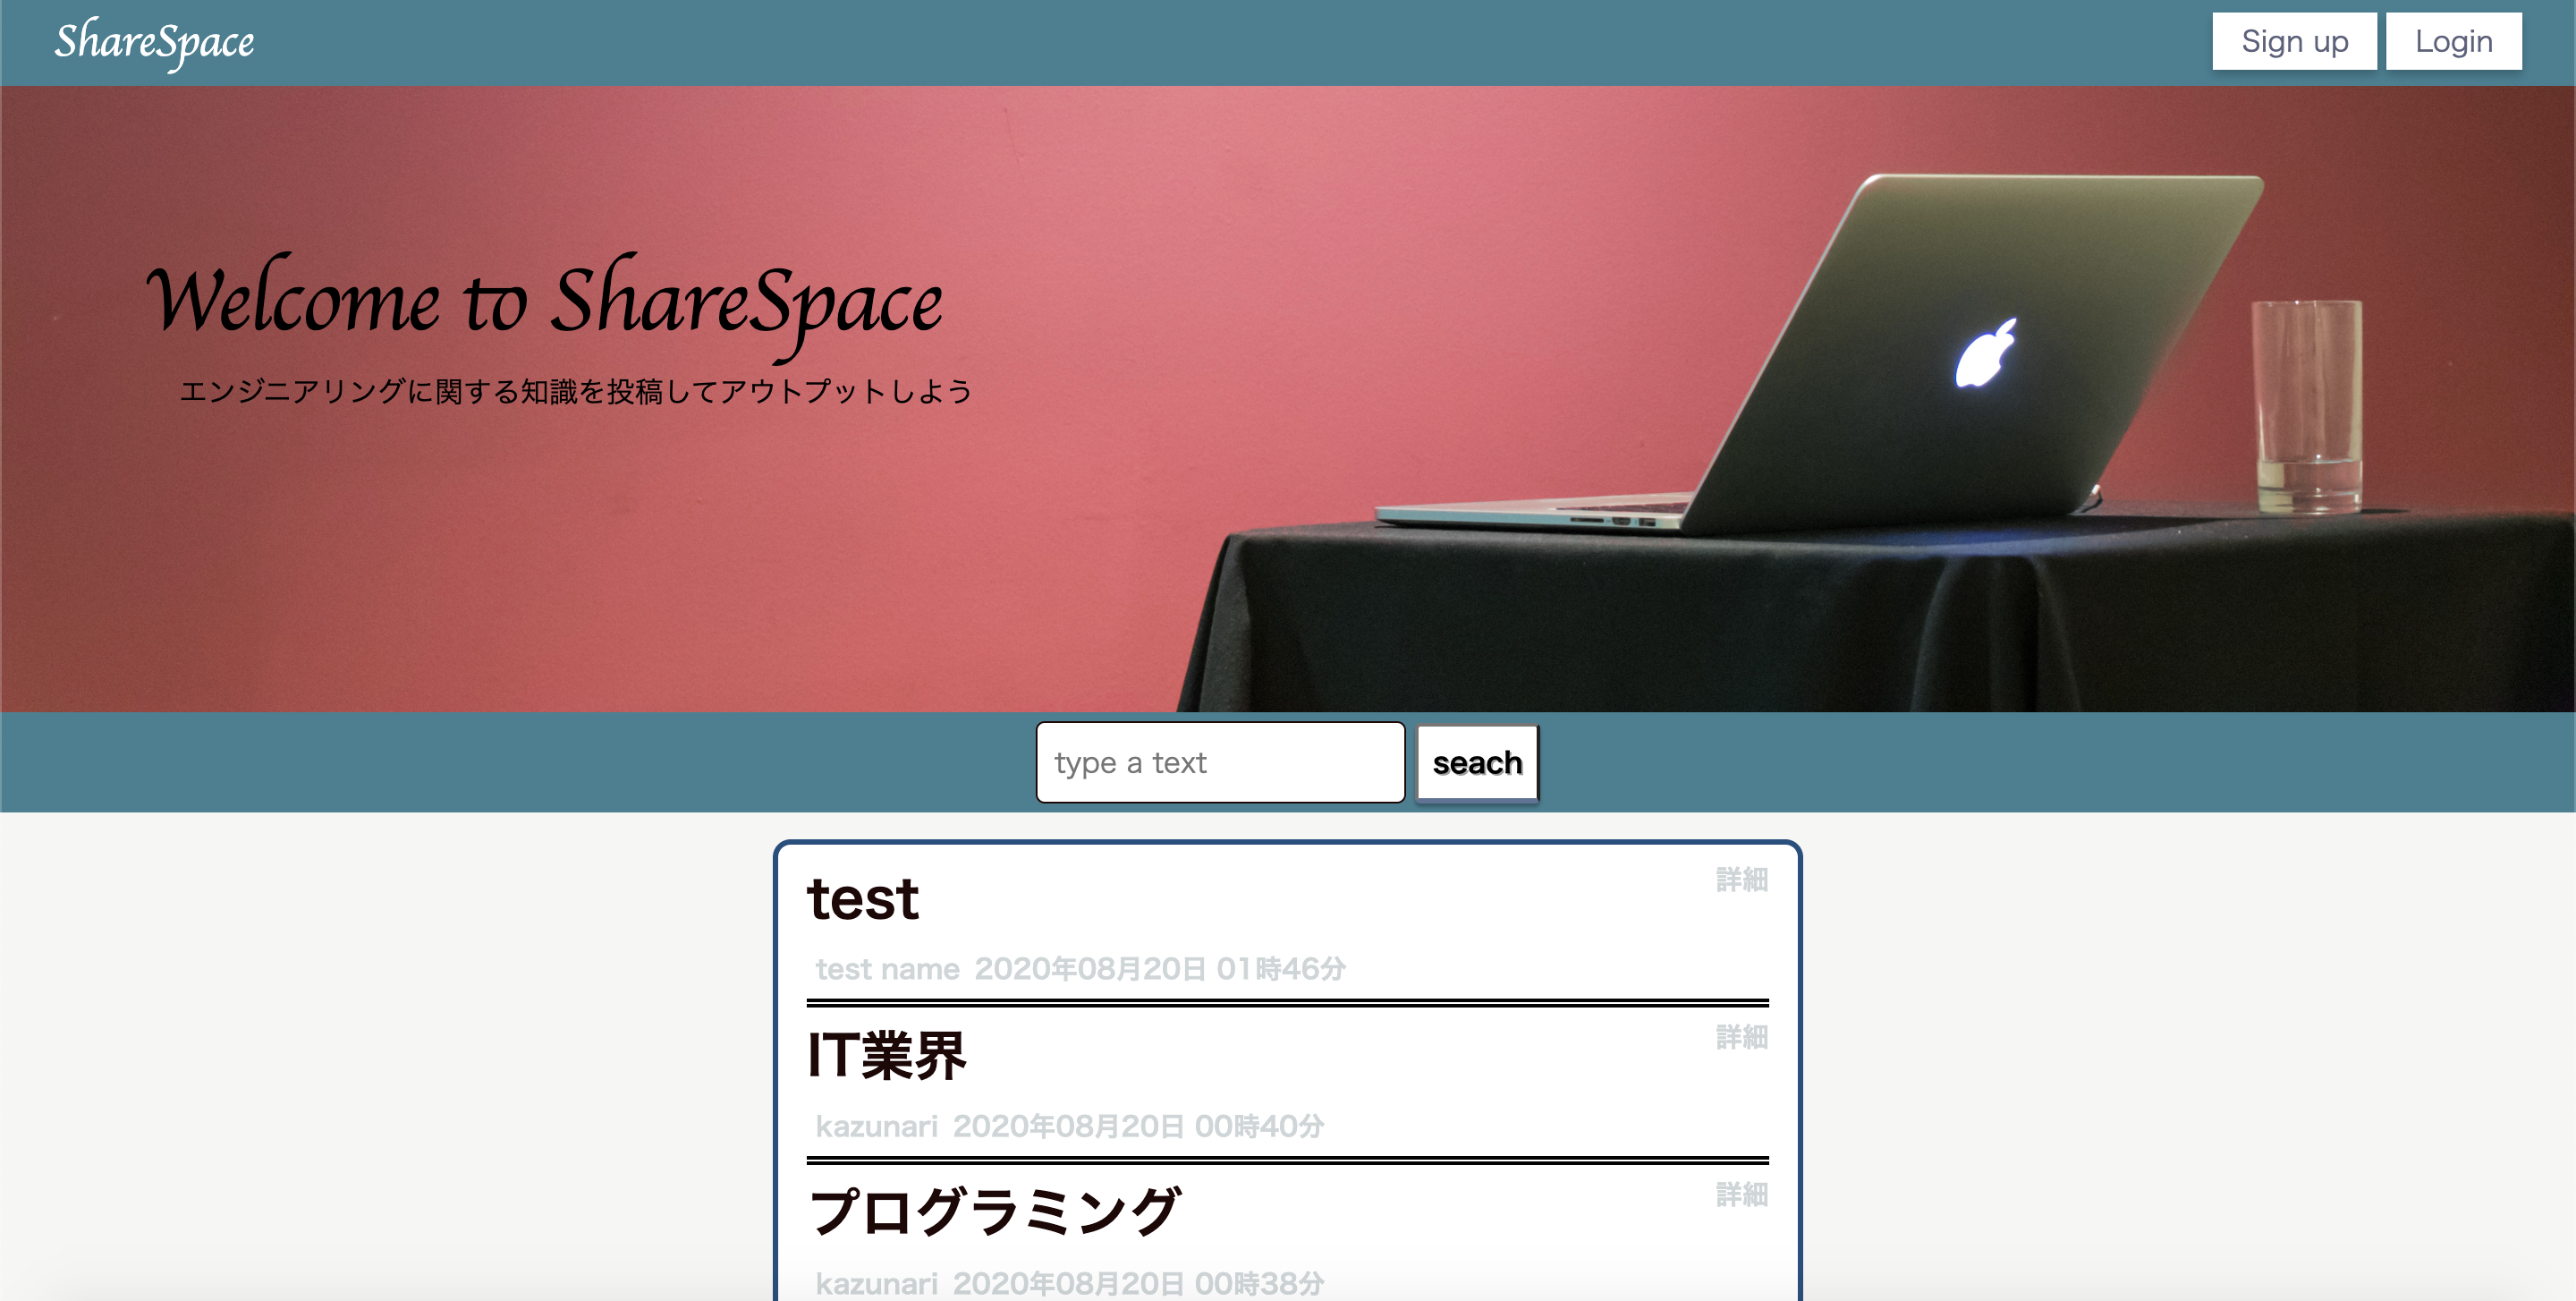 ShareSpace
Sign up
Login
Welcome to ShareSpace
エンジニアリングに関する知識を投稿してアウトプットしよう
type a text
seach
test
詳細
test name 2020年08月20日 01時46分
IT業界
詳細
kazunari 2020年08月20日 00時40分
プログラミング
詳細
kazunari 2020年08月20日 00時38分